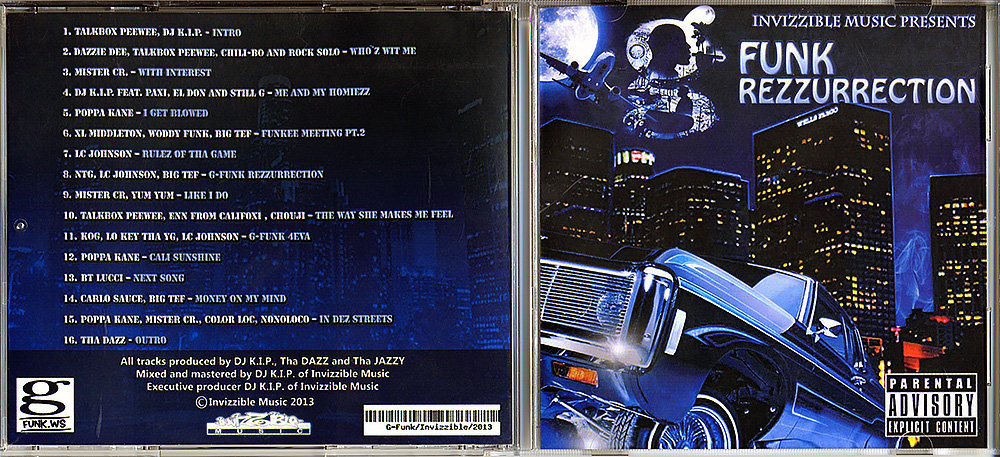 1. TALKBOX PEEWEE, DJ K.I.P. - INTRO
2. DAZZIE DEE, TALKBOX PEEWEE, CHILI-BO AND ROCK SOLO - WHO'Z WIT ME
3. MISTER CR. - WITH INTEREST
4. DJ K.I.P. FEAT. PAXI, EL DON AND STILL G - ME AND MY HOMIEZZ
5. POPPA KANE - I GET BLOWED
6. XL MIDDLETON, WODDY FUNK, BIG TEF - FUNKEE MEETING PT.2
7. LC JOHNSON - RULEZ OF THA GAME
8. NTG, LC JOHNSON, BIG TEF - G-FUNK REZZURRECTION
9. MISTER CR, YUM YUM - LIKE I DO
10. TALKBOX PEEWEE, ENN FROM CALIFOXI , CHOUJI - THE WAY SHE MAKES ME FEEL
11. KOG, LO KEY THA YG, LC JOHNSON - G-FUNK 4EVA
12. POPPA KANE - CALI SUNSHINE
13. BT LUCCI - NEXT SONG
14. CARLO SAUCE, BIG TEF - MONEY ON MY MIND
15. POPPA KANE, MISTER CR., COLOR LOC, NONOLOCO - IN DEZ STREETS
16. THA DAZZ - OUTRO
All tracks produced by DJ K.I.P., Tha DAZZ and Tha JAZZY
Mixed and mastered by DJ K.I.P. of Invizzible Music
Executive producer DJ K.I.P. of Invizzible Music
©Invizzible Music 2013
g
FUNK.WS
INVIZZIBLE
MUSIC
G-Funk/Invizzible/2013
INVIZZIBLE MUSIC PRESENTS
FUNK
REZZURRECTION
WELLS FARGO
PARENTAL
ADVISORY
EXPLICIT CONTENT